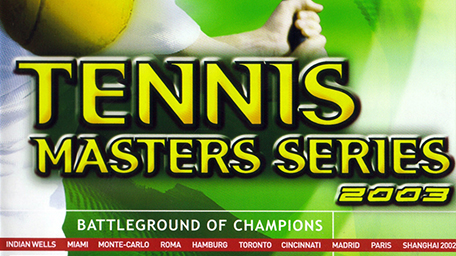 TENNIS
MASTERS SERIES
2003
BATTLEGROUND OF CHAMPIONS
INDIAN WELLS MIAMI MONTE-CARLO ROMA HAMBURG TORONTO CINCINNATI MADRID PARIS SHANGHAI 2002